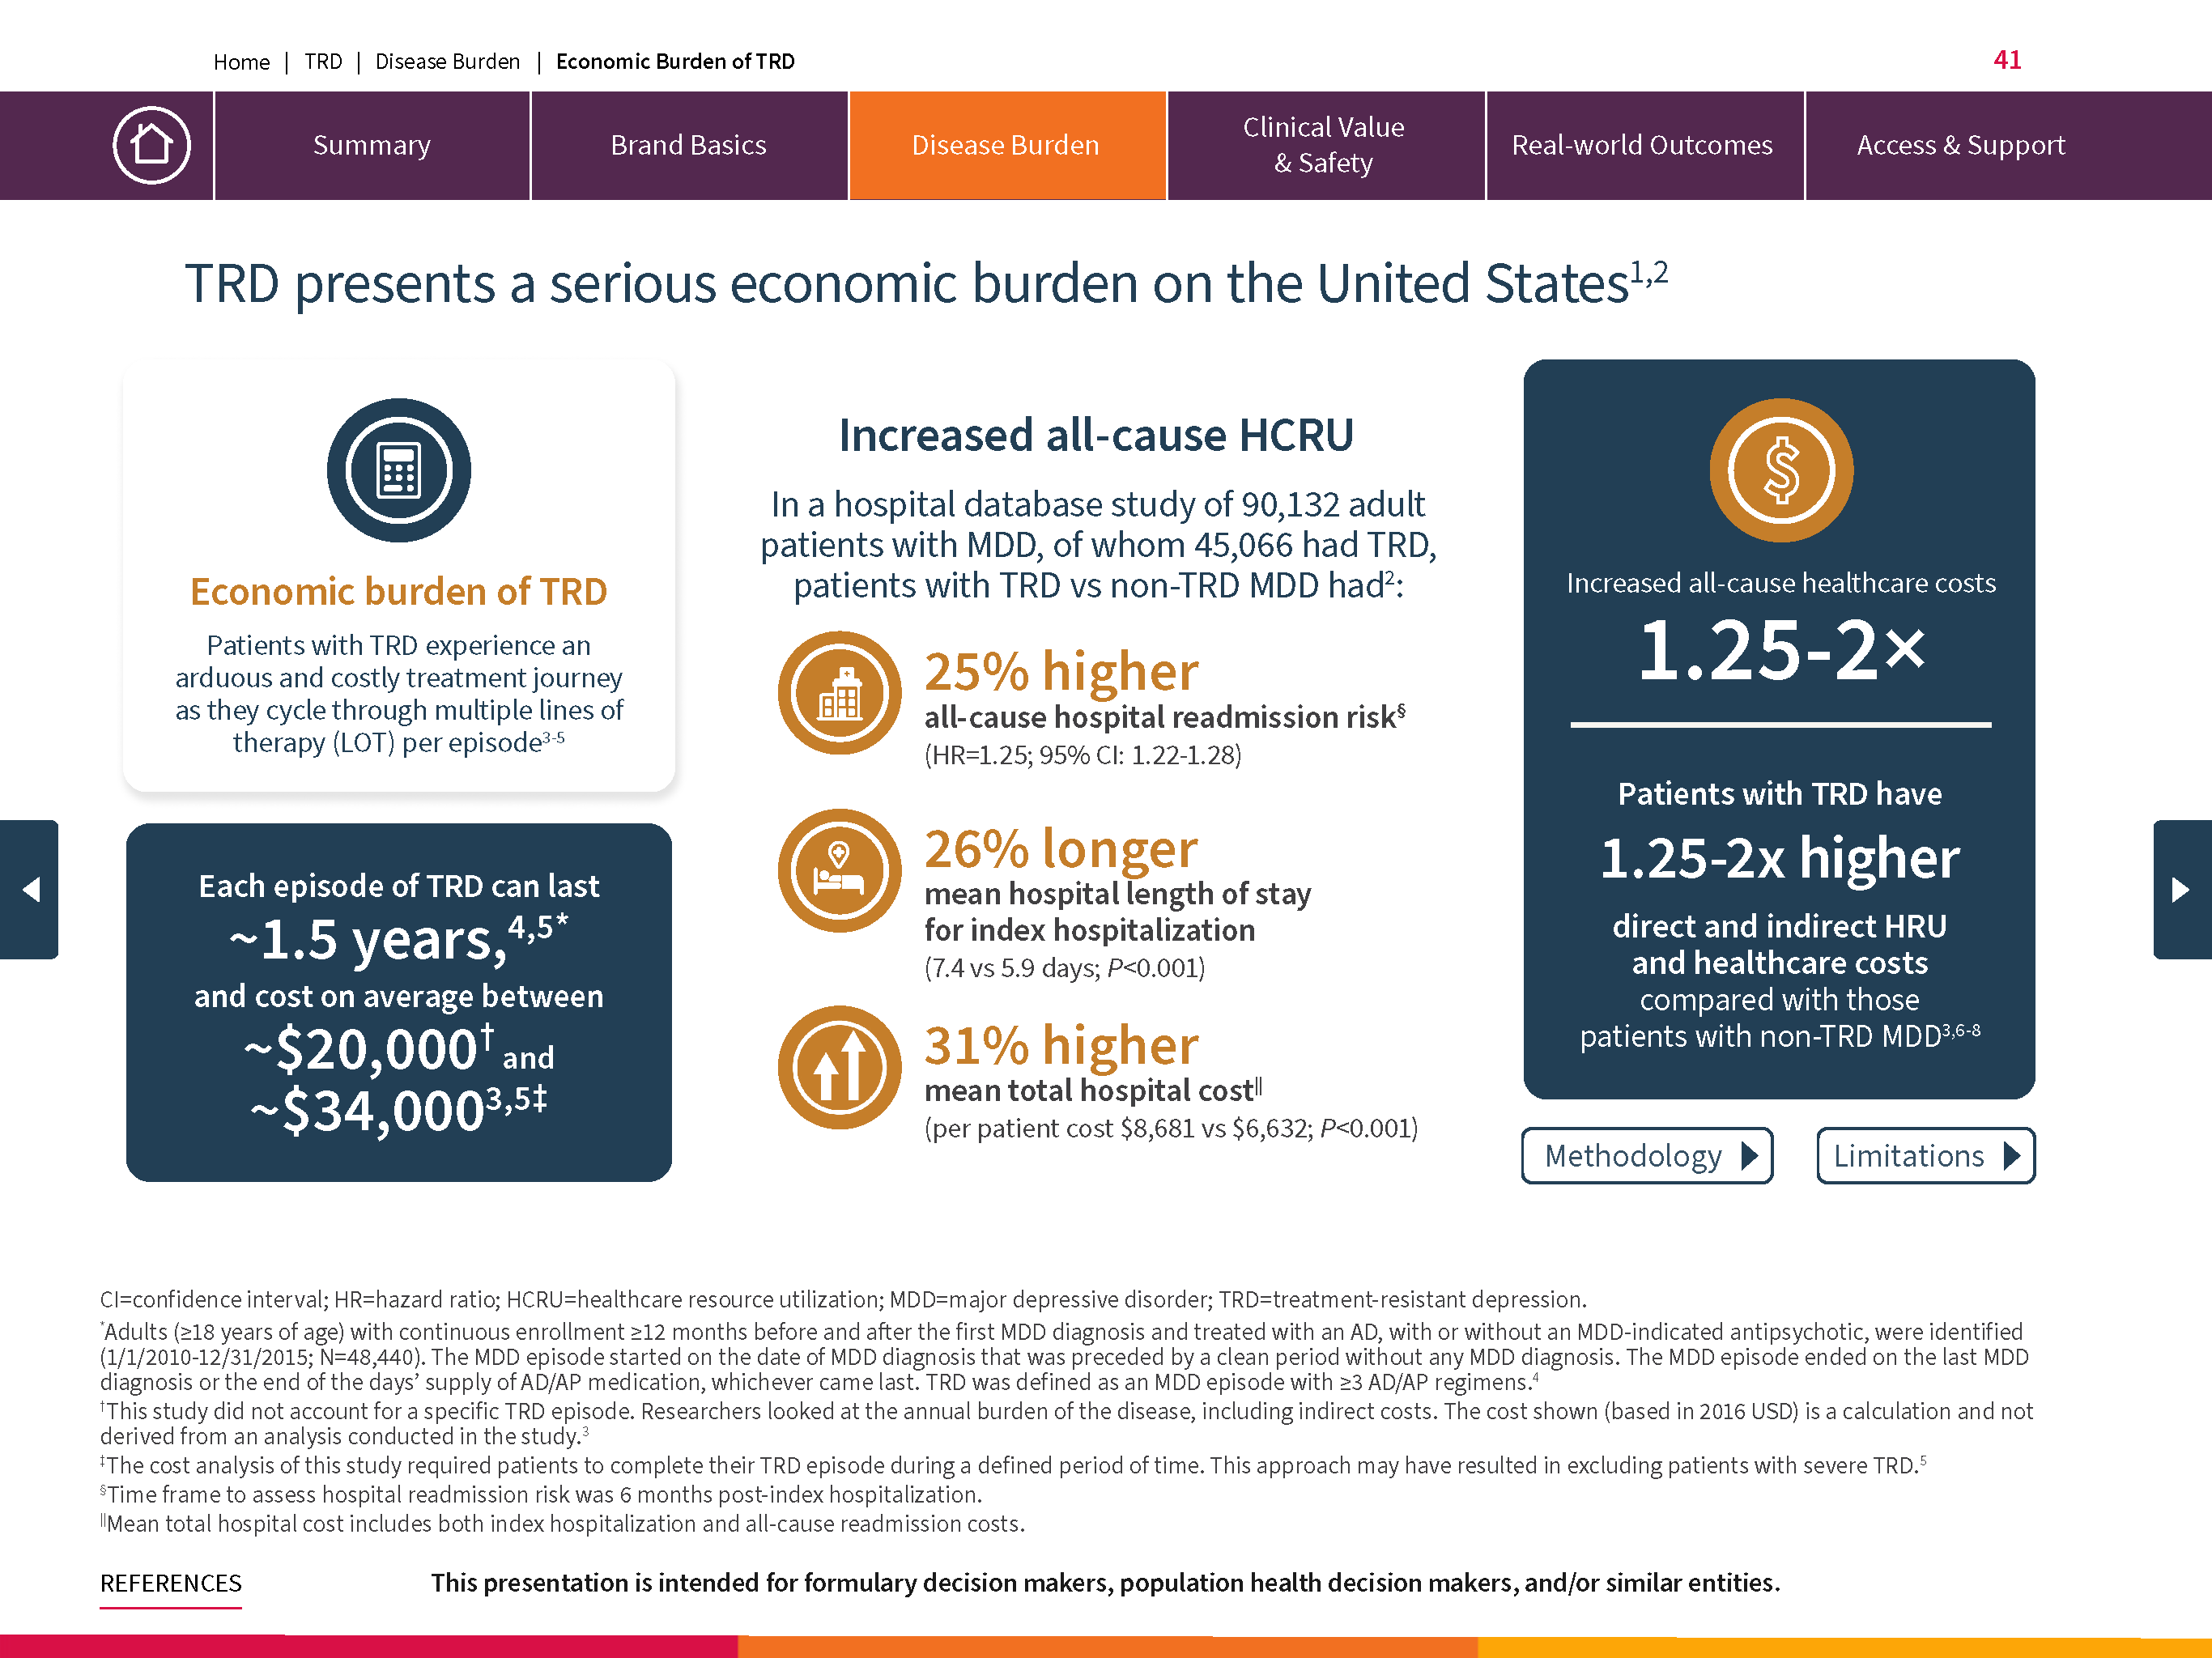 Home | TRD | Disease Burden | Economic Burden of TRD
41
Summary
Brand Basics
Disease Burden
Clinical Value
& Safety
Real-world Outcomes
Access & Support
TRD presents a serious economic burden on the United States1,2
Economic burden of TRD
Patients with TRD experience an
arduous and costly treatment journey
as they cycle through multiple lines of
therapy (LOT) per episode3-5
Each episode of TRD can last
~1.5 years,4,5*
and cost on average between
~$20,000† and
~$34,0003,5‡
Increased all-cause HCRU
In a hospital database study of 90,132 adult
patients with MDD, of whom 45,066 had TRD,
patients with TRD vs non-TRD MDD had2:
25% higher
all-cause hospital readmission risk§
(HR=1.25; 95% CI: 1.22-1.28)
26% longer
mean hospital length of stay
for index hospitalization
(7.4 vs 5.9 days; P<0.001)
31% higher
mean total hospital cost||
(per patient cost $8,681 vs $6,632; P<0.001)
$
Increased all-cause healthcare costs
1.25-2×
Patients with TRD have
1.25-2x higher
direct and indirect HRU
and healthcare costs
compared with those
patients with non-TRD MDD3,6-8
Methodology
Limitations
CI=confidence interval; HR=hazard ratio; HCRU=healthcare resource utilization; MDD=major depressive disorder; TRD=treatment-resistant depression.
*Adults (≥18 years of age) with continuous enrollment ≥12 months before and after the first MDD diagnosis and treated with an AD, with or without an MDD-indicated antipsychotic, were identified
(1/1/2010-12/31/2015; N=48,440). The MDD episode started on the date of MDD diagnosis that was preceded by a clean period without any MDD diagnosis. The MDD episode ended on the last MDD
diagnosis or the end of the days’ supply of AD/AP medication, whichever came last. TRD was defined as an MDD episode with ≥3 AD/AP regimens.4
†This study did not account for a specific TRD episode. Researchers looked at the annual burden of the disease, including indirect costs. The cost shown (based in 2016 USD) is a calculation and not
derived from an analysis conducted in the study.3
‡The cost analysis of this study required patients to complete their TRD episode during a defined period of time. This approach may have resulted in excluding patients with severe TRD.5
§Time frame to assess hospital readmission risk was 6 months post-index hospitalization.
||Mean total hospital cost includes both index hospitalization and all-cause readmission costs.
REFERENCES
This presentation is intended for formulary decision makers, population health decision makers, and/or similar entities.